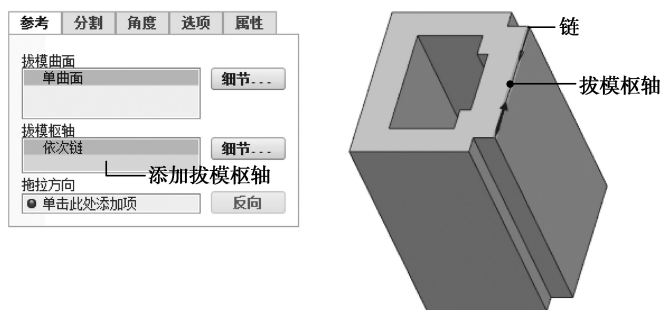 参考 分割 角度 选项 属性
拔模曲面
单曲面
细节...
拔模枢轴
依次链
细节...
添加拔模枢轴
拖拉方向
单击此处添加项
反向
链
拔模枢轴